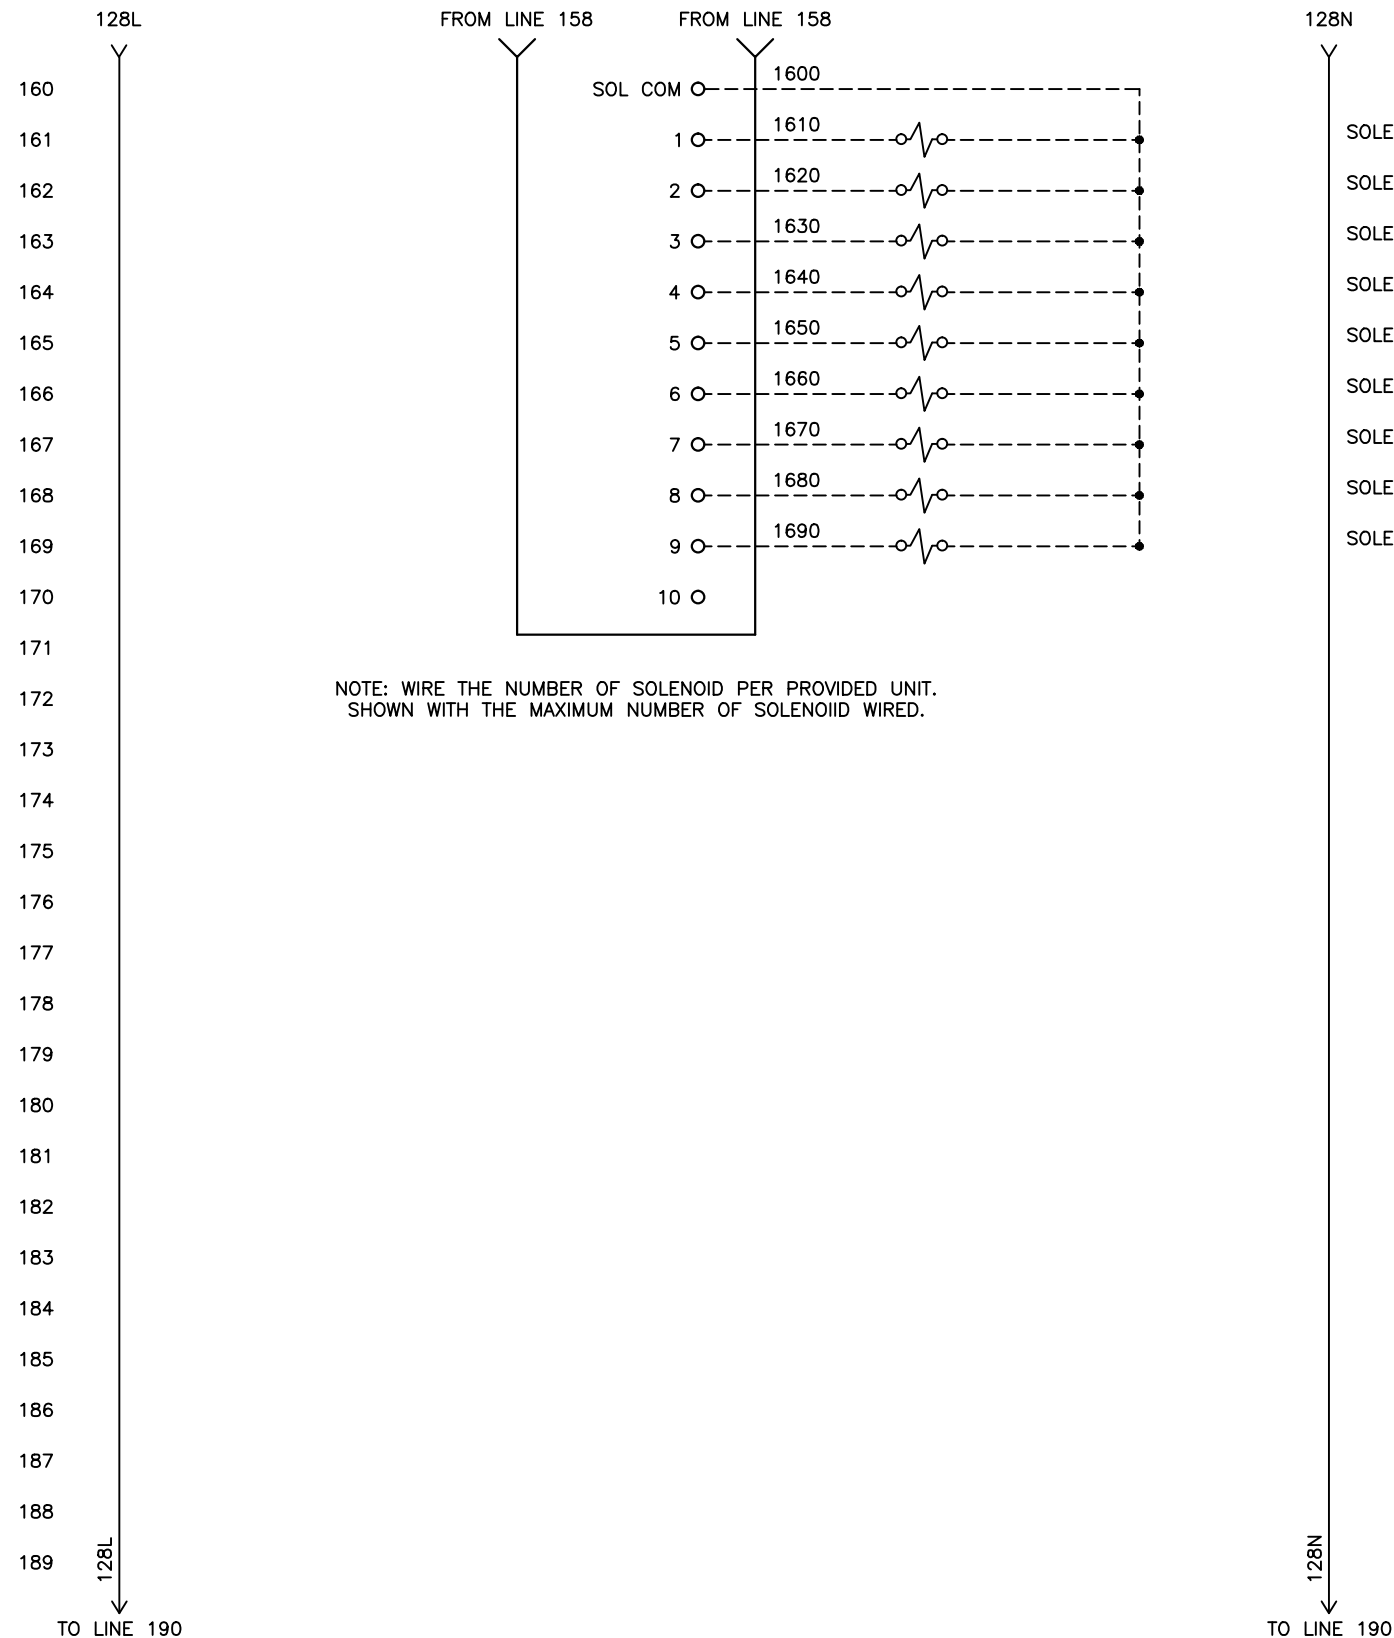 128L FROM LINE 158 FROM LINE 158 128N
160 SOL COM 1600
161 1 1610 SOLE
162 2 1620 SOLE
163 3 1630 SOLE
164 4 1640 SOLE
165 5 1650 SOLE
166 6 1660 SOLE
167 7 1670 SOLE
168 8 1680 SOLE
169 9 1690 SOLE
170 10
171
172 NOTE: WIRE THE NUMBER OF SOLENOID PER PROVIDED UNIT.
SHOWN WITH THE MAXIMUM NUMBER OF SOLENOIID WIRED.
173
174
175
176
177
178
179
180
181
182
183
184
185
186
187
188
189 128L 128N
TO LINE 190 TO LINE 190